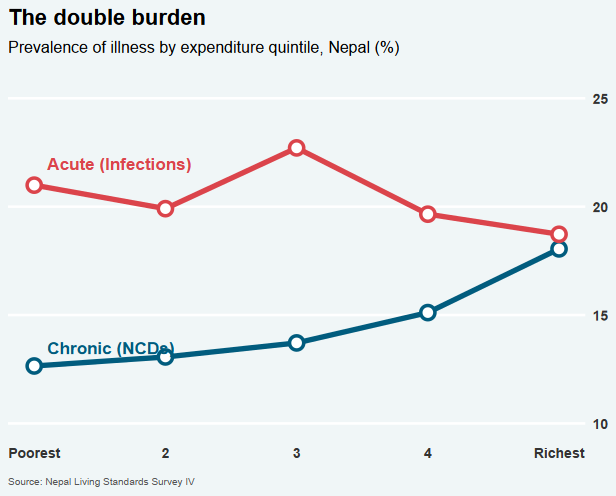 The double burden
Prevalence of illness by expenditure quintile, Nepal (%)
25
Acute (Infections)
20
15
Chronic (NCDs)
10
Poorest 2 3 4 Richest
Source: Nepal Living Standards Survey IV